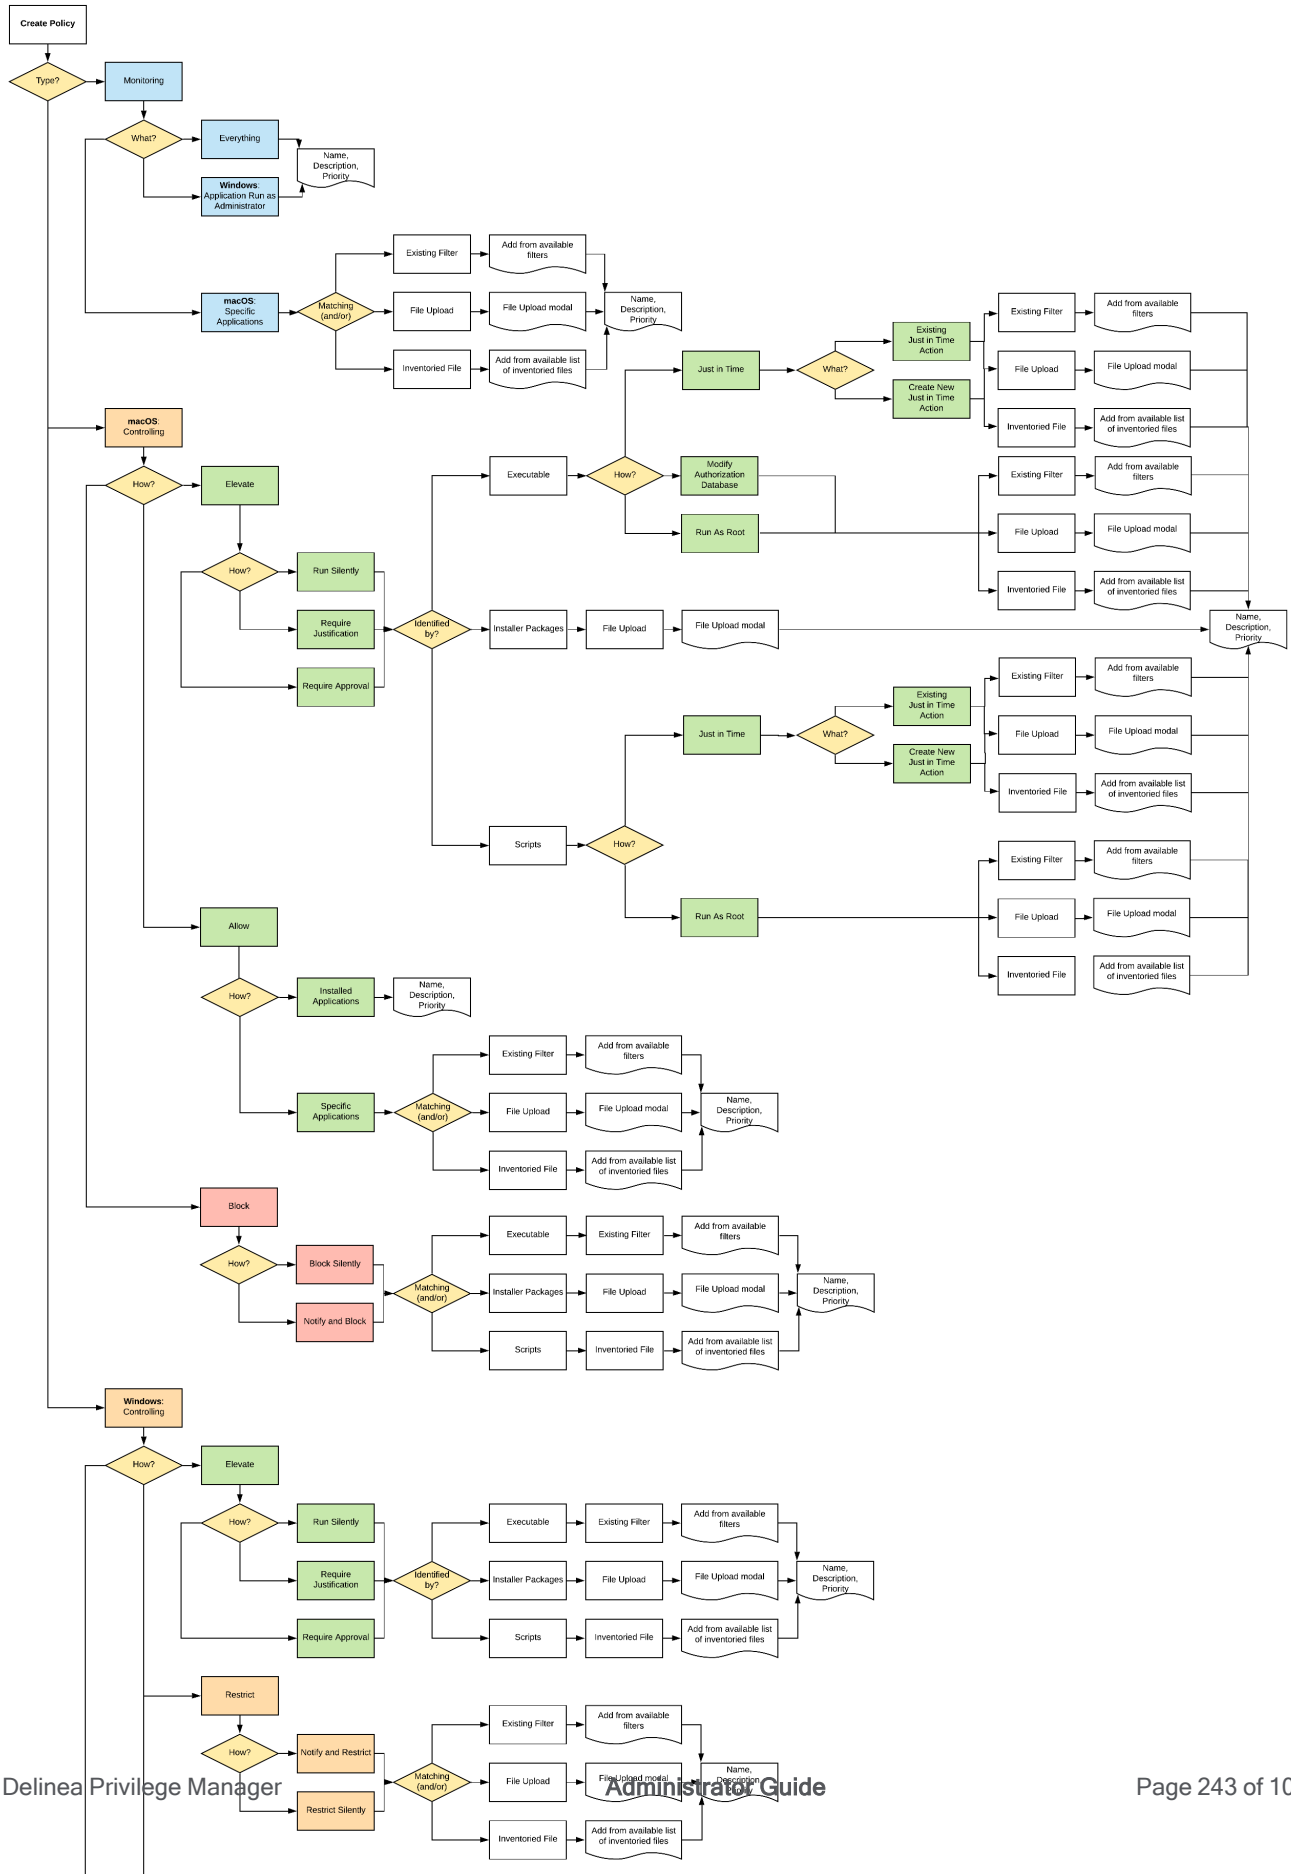 Create Policy
Type?
Monitoring
What?
Everything
Name,
Description,
Priority
Windows:
Application Run as
Administrator
macOS:
Specific
Applications
Matching
(and/or)
Existing Filter
Add from available
filters
File Upload
File Upload modal
Name,
Description,
Priority
Inventoried File
Add from available list
of inventoried files
macOS:
Controlling
How?
Elevate
How?
Run Silently
Require
Justification
Require Approval
Identified
by?
Executable
How?
Just in Time
What?
Existing
Just in Time
Action
Create New
Just in Time
Action
Existing Filter
Add from available
filters
File Upload
File Upload modal
Inventoried File
Add from available list
of inventoried files
Modify
Authorization
Database
Run As Root
Existing Filter
Add from available
filters
File Upload
File Upload modal
Inventoried File
Add from available list
of inventoried files
Installer Packages
File Upload
File Upload modal
Name,
Description,
Priority
Scripts
How?
Just in Time
What?
Existing
Just in Time
Action
Create New
Just in Time
Action
Existing Filter
Add from available
filters
File Upload
File Upload modal
Inventoried File
Add from available list
of inventoried files
Run As Root
Existing Filter
Add from available
filters
File Upload
File Upload modal
Inventoried File
Add from available list
of inventoried files
Allow
How?
Installed
Applications
Name,
Description,
Priority
Specific
Applications
Matching
(and/or)
Existing Filter
Add from available
filters
File Upload
File Upload modal
Name,
Description,
Priority
Inventoried File
Add from available list
of inventoried files
Block
How?
Block Silently
Notify and Block
Matching
(and/or)
Executable
Existing Filter
Add from available
filters
Installer Packages
File Upload
File Upload modal
Name,
Description,
Priority
Scripts
Inventoried File
Add from available list
of inventoried files
Windows:
Controlling
How?
Elevate
How?
Run Silently
Require
Justification
Require Approval
Identified
by?
Executable
Existing Filter
Add from available
filters
Installer Packages
File Upload
File Upload modal
Name,
Description,
Priority
Scripts
Inventoried File
Add from available list
of inventoried files
Restrict
How?
Notify and Restrict
Restrict Silently
Matching
(and/or)
Existing Filter
Add from available
filters
File Upload
File Upload modal
Name,
Description,
Priority
Inventoried File
Add from available list
of inventoried files
Delinea Privilege Manager
Administrator Guide
Page 243 of 10